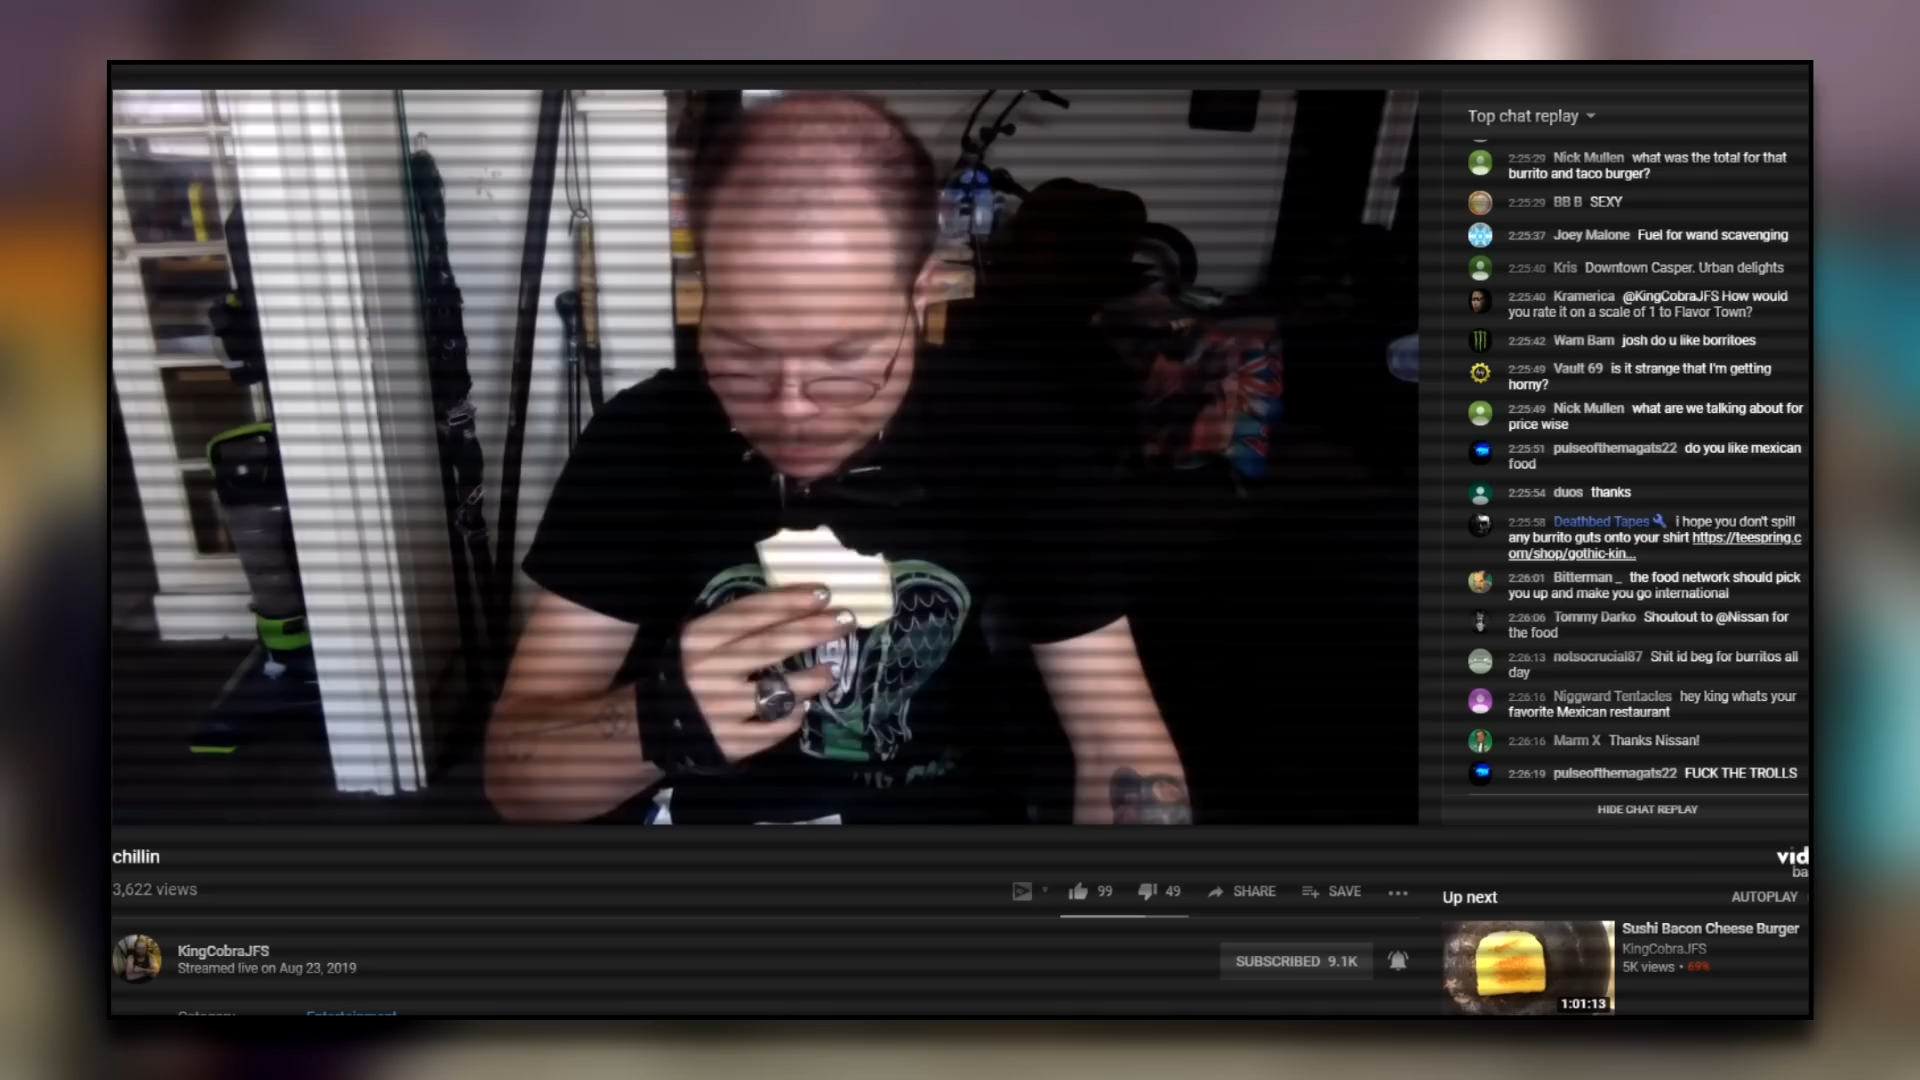 Top chat replay
2:25:29 Nick Mullen what was the total for that
burrito and taco burger?
2:25:29 BB B SEXY
2:25:37 Joey Malone Fuel for wand scavenging
2:25:40 Kris Downtown Casper. Urban delights
2:25:40 Kramerica @KingCobraJFS How would
you rate it on a scale of 1 to Flavor Town?
2:25:42 Wam Bam josh do u like borritoes
2:25:49 Vault 69 is it strange that I'm getting
horny?
2:25:49 Nick Mullen what are we talking about for
price wise
2:25:51 pulseofthemagats22 do you like mexican
food
2:25:54 duos thanks
2:25:58 Deathbed Tapes i hope you don't spill
any burrito guts onto your shirt https://teespring.c
om/shop/gothic-kin...
2:26:01 Bitterman _ the food network should pick
you up and make you go international
2:26:06 Tommy Darko Shoutout to @Nissan for
the food
2:26:13 notsocrucial87 Shit id beg for burritos all
day
2:26:16 Niggward Tentacles hey king whats your
favorite Mexican restaurant
2:26:16 Marm X Thanks Nissan!
2:26:19 pulseofthemagats22 FUCK THE TROLLS
HIDE CHAT REPLAY
chillin
3,622 views
99 49 SHARE SAVE
KingCobraJFS
Streamed live on Aug 23, 2019
SUBSCRIBED 9.1K
vid
ba
Up next AUTOPLAY
Sushi Bacon Cheese Burger
KingCobraJFS
5K views • 69%
1:01:13